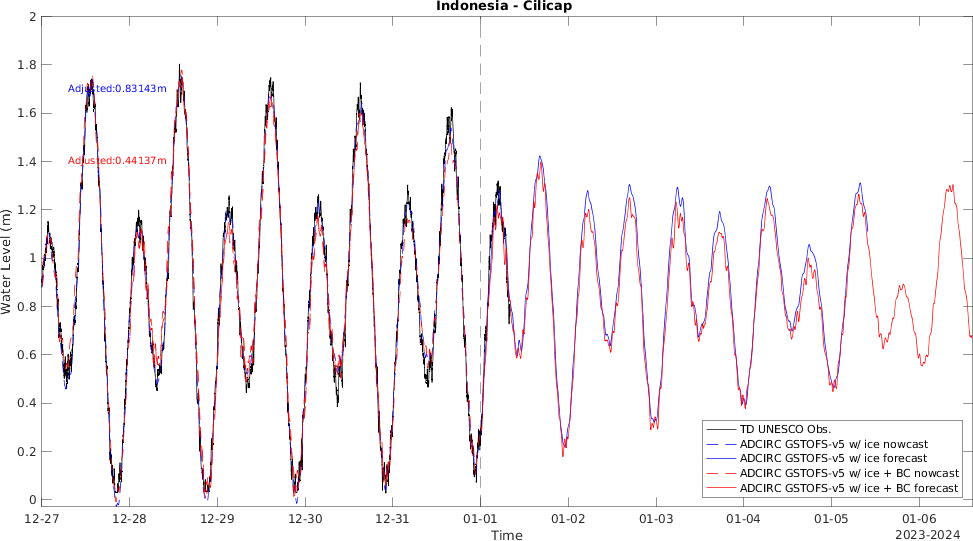 Indonesia - Cilicap
2
1.8
1.6
1.4
1.2
1
0.8
0.6
0.4
0.2
0
Water Level (m)
Adjusted:0.83143m
Adjusted:0.44137m
TD UNESCO Obs.
ADCIRC GSTOFS-v5 w/ ice nowcast
ADCIRC GSTOFS-v5 w/ ice forecast
ADCIRC GSTOFS-v5 w/ ice + BC nowcast
ADCIRC GSTOFS-v5 w/ ice + BC forecast
12-27 12-28 12-29 12-30 12-31 01-01 01-02 01-03 01-04 01-05 01-06
Time
2023-2024